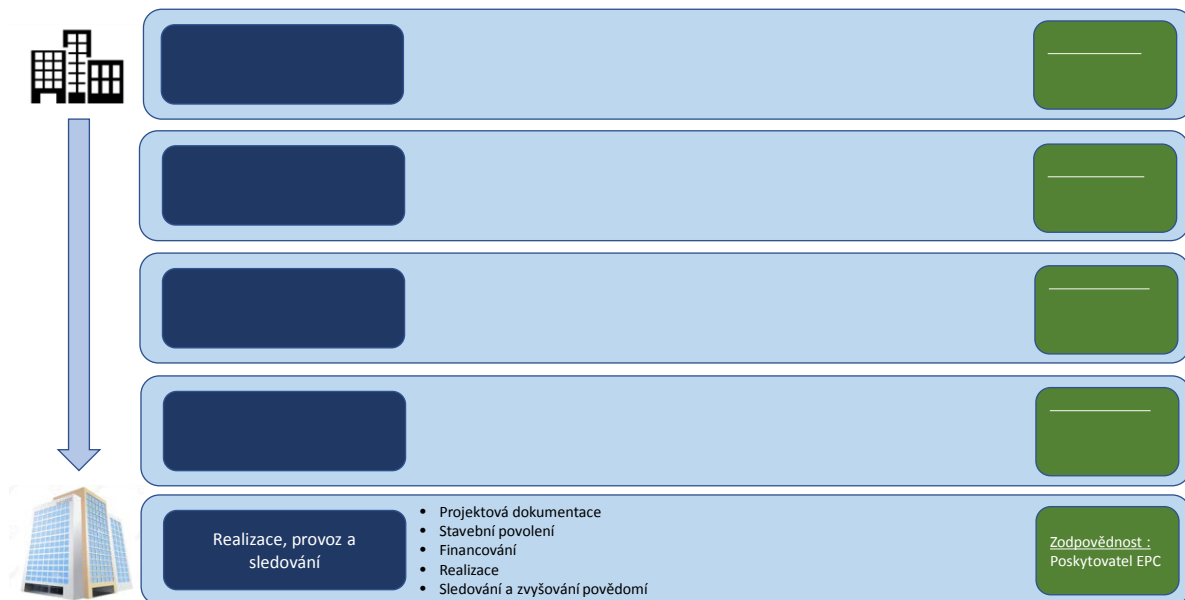 Realizace, provoz a
sledování
• Projektová dokumentace
• Stavební povolení
• Financování
• Realizace
• Sledování a zvyšování povědomí
Zodpovědnost :
Poskytovatel EPC